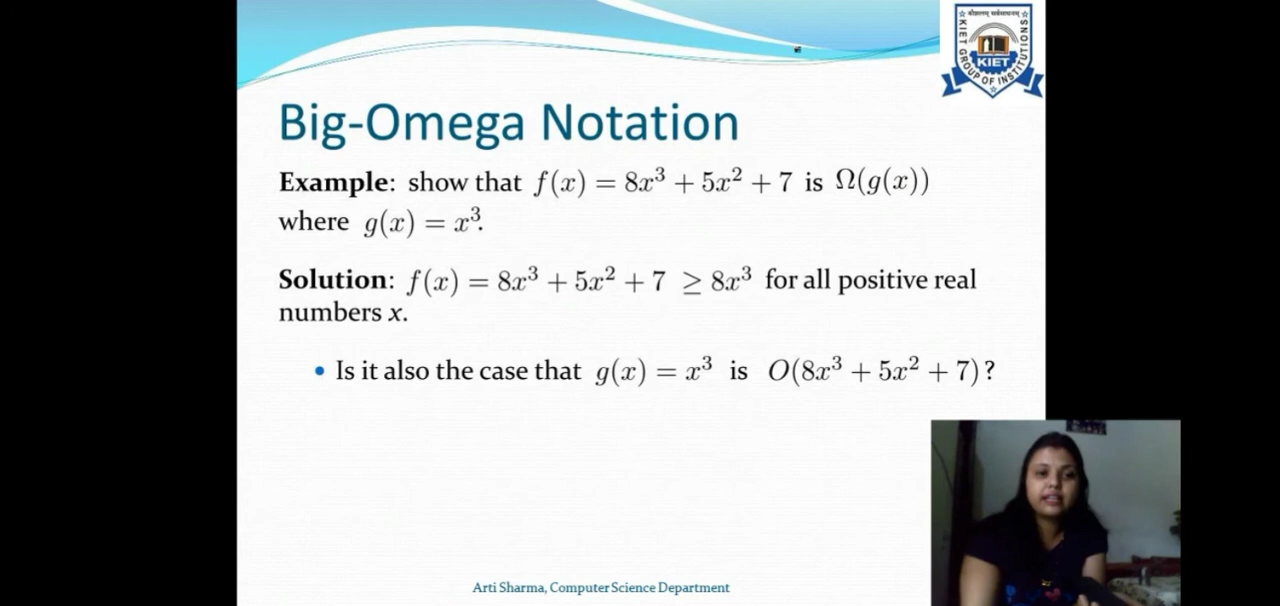 KIET
KIET GROUP OF INSTITUTIONS
Big-Omega Notation
Example: show that f(x) = 8x³ + 5x² + 7 is Ω(g(x))
where g(x) = x³.
Solution: f(x) = 8x³ + 5x² + 7 ≥ 8x³ for all positive real
numbers x.
• Is it also the case that g(x) = x³ is O(8x³ + 5x² + 7)?
Arti Sharma, Computer Science Department